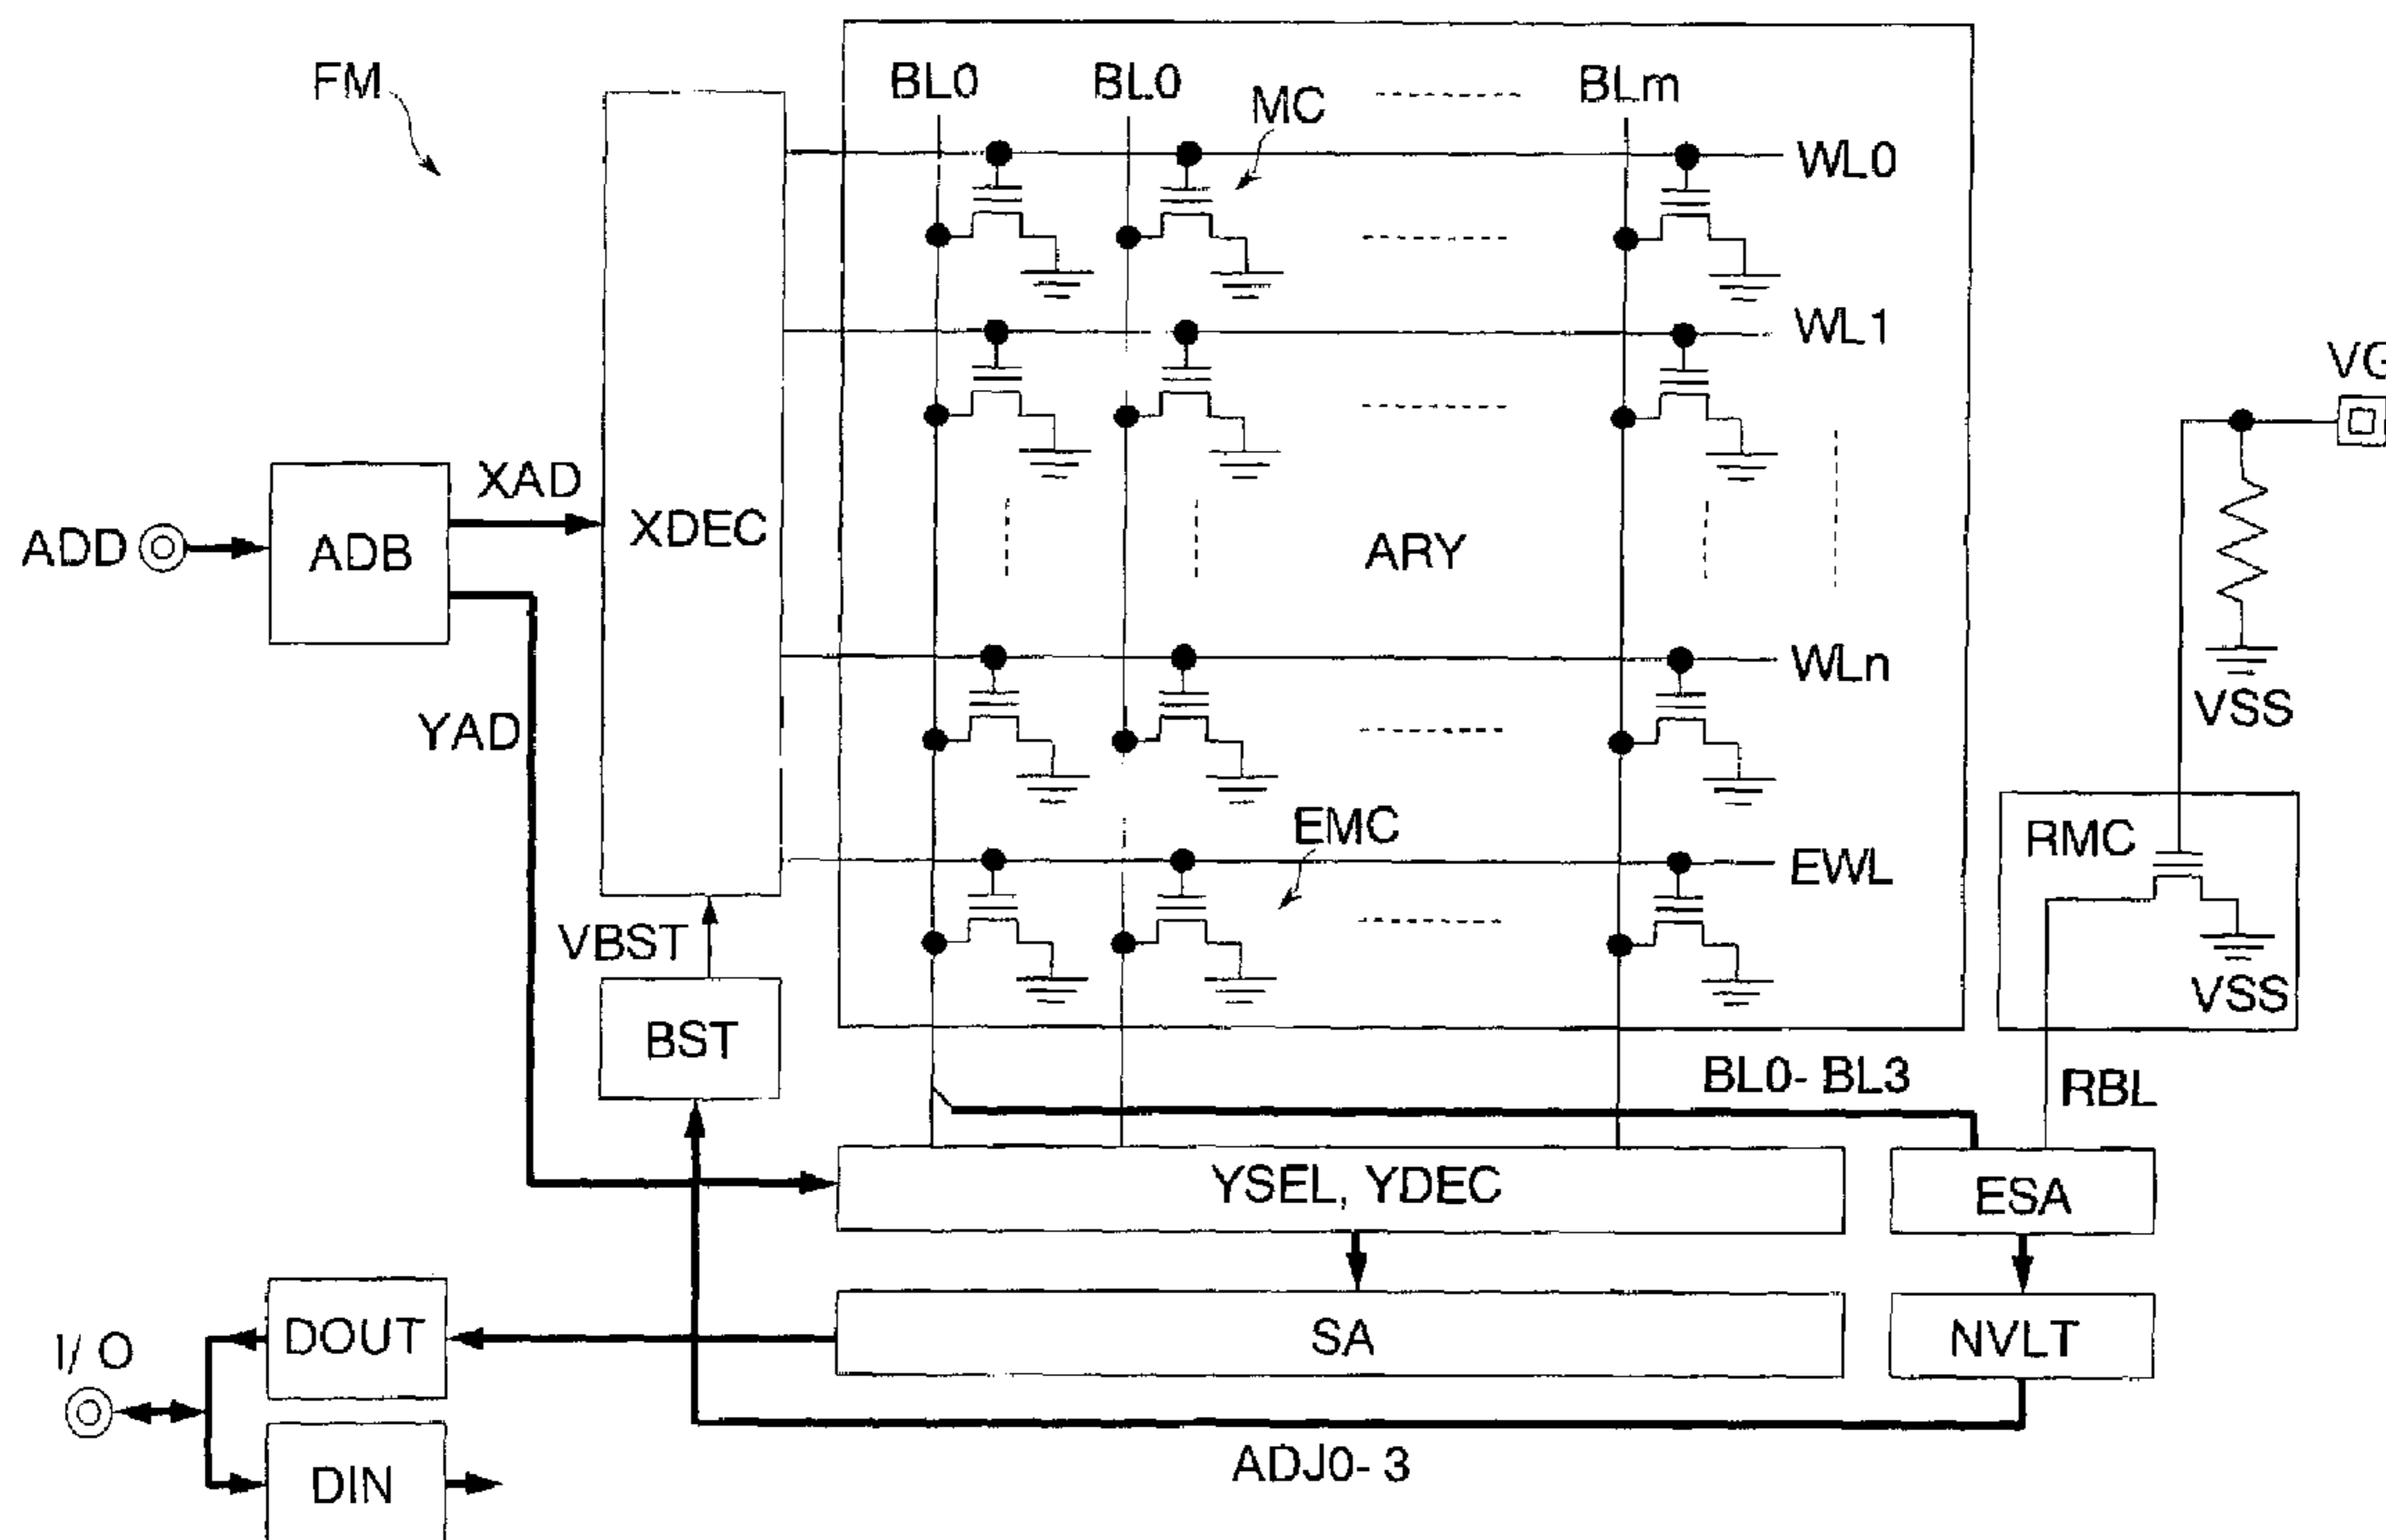 FM
BL0
BL0
MC
BLm
WL0
WL1
VG
XAD
XDEC
ADD
ADB
ARY
WLn
VSS
YAD
EMC
RMC
EWL
VBST
VSS
BST
BL0- BL3
RBL
YSEL, YDEC
ESA
DOUT
SA
NVLT
I/ O
ADJ0- 3
DIN